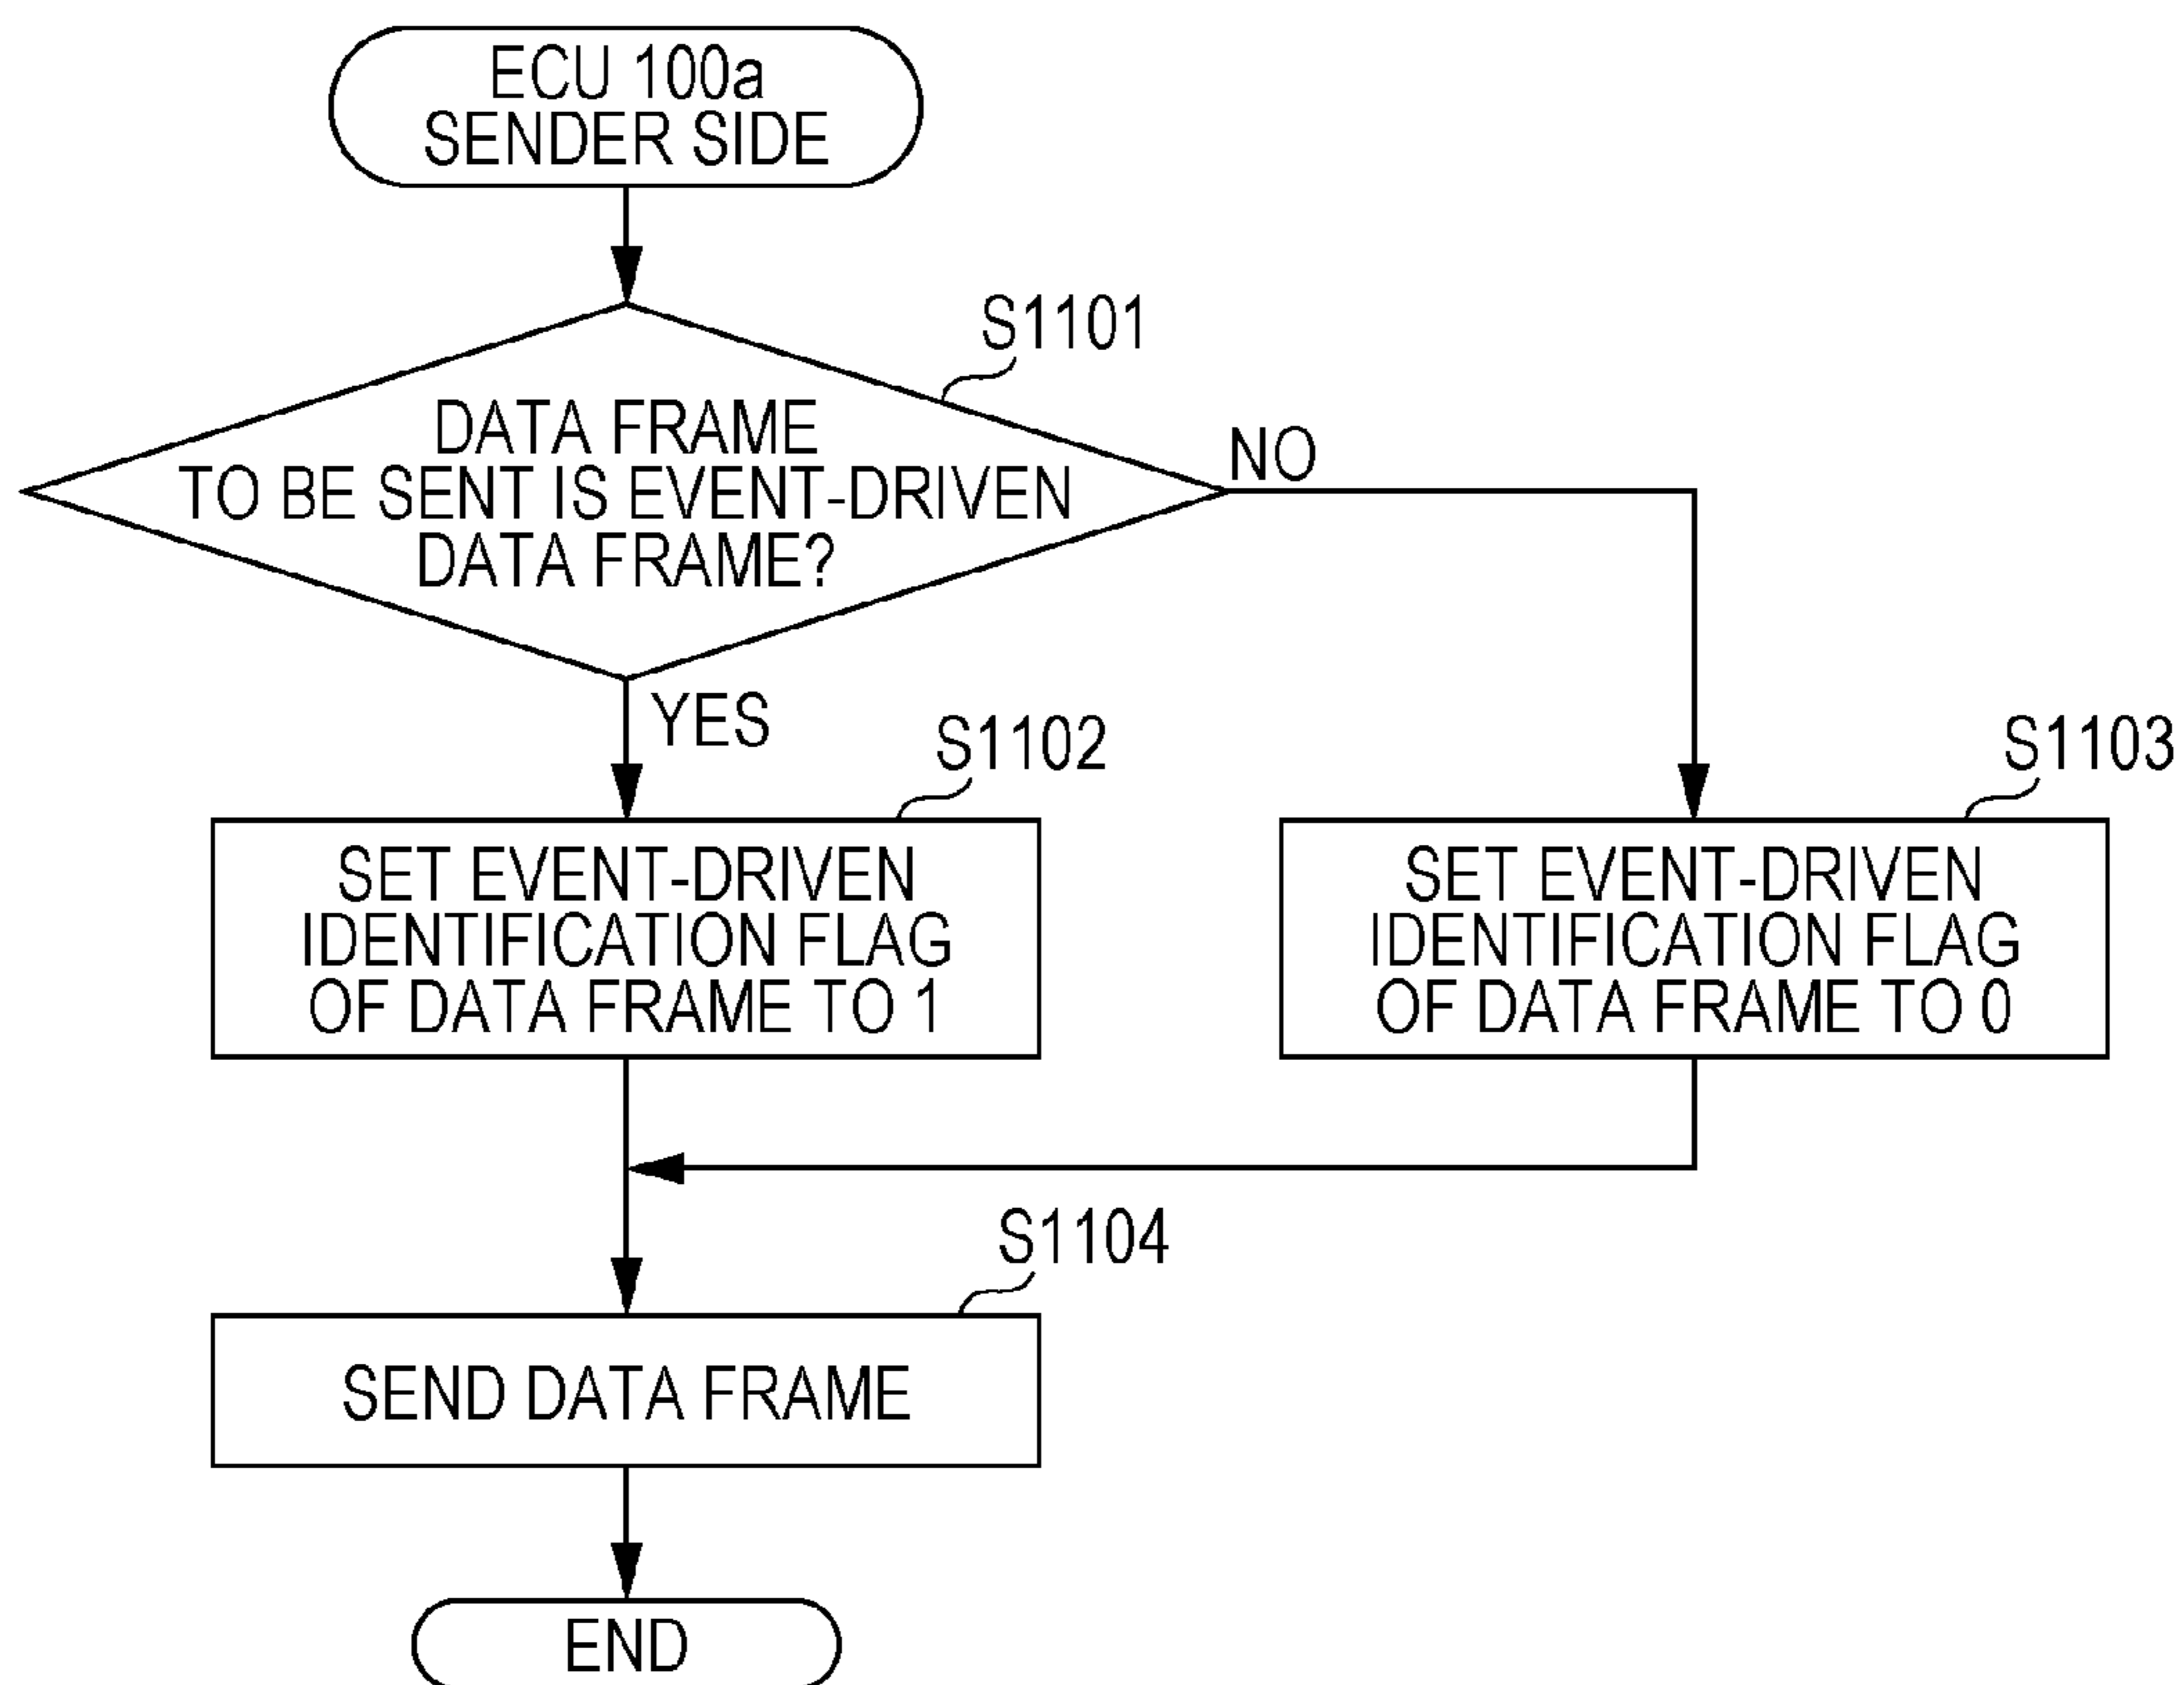 ECU 100a
SENDER SIDE
S1101
DATA FRAME
TO BE SENT IS EVENT-DRIVEN
DATA FRAME?
NO
YES
S1102
SET EVENT-DRIVEN
IDENTIFICATION FLAG
OF DATA FRAME TO 1
S1103
SET EVENT-DRIVEN
IDENTIFICATION FLAG
OF DATA FRAME TO 0
S1104
SEND DATA FRAME
END